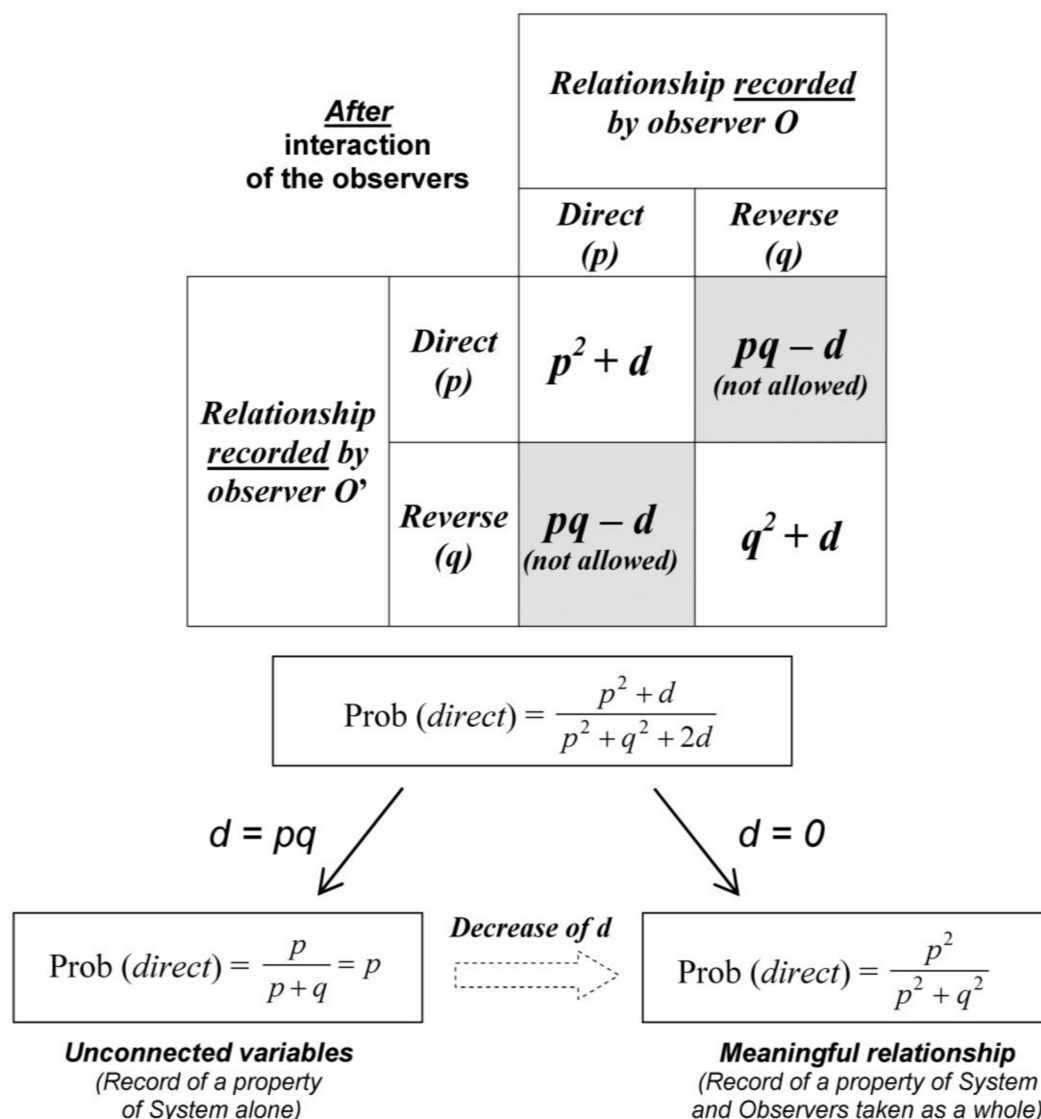 After
interaction
of the observers
Relationship recorded
by observer O
Direct
(p)
Reverse
(q)
Relationship
recorded by
observer O’
Direct
(p)
p² + d
pq – d
(not allowed)
Reverse
(q)
pq – d
(not allowed)
q² + d
Prob (direct) = (p² + d) / (p² + q² + 2d)
d = pq
d = 0
Prob (direct) = p / (p + q) = p
Decrease of d
Prob (direct) = p² / (p² + q²)
Unconnected variables
(Record of a property
of System alone)
Meaningful relationship
(Record of a property of System
and Observers taken as a whole)